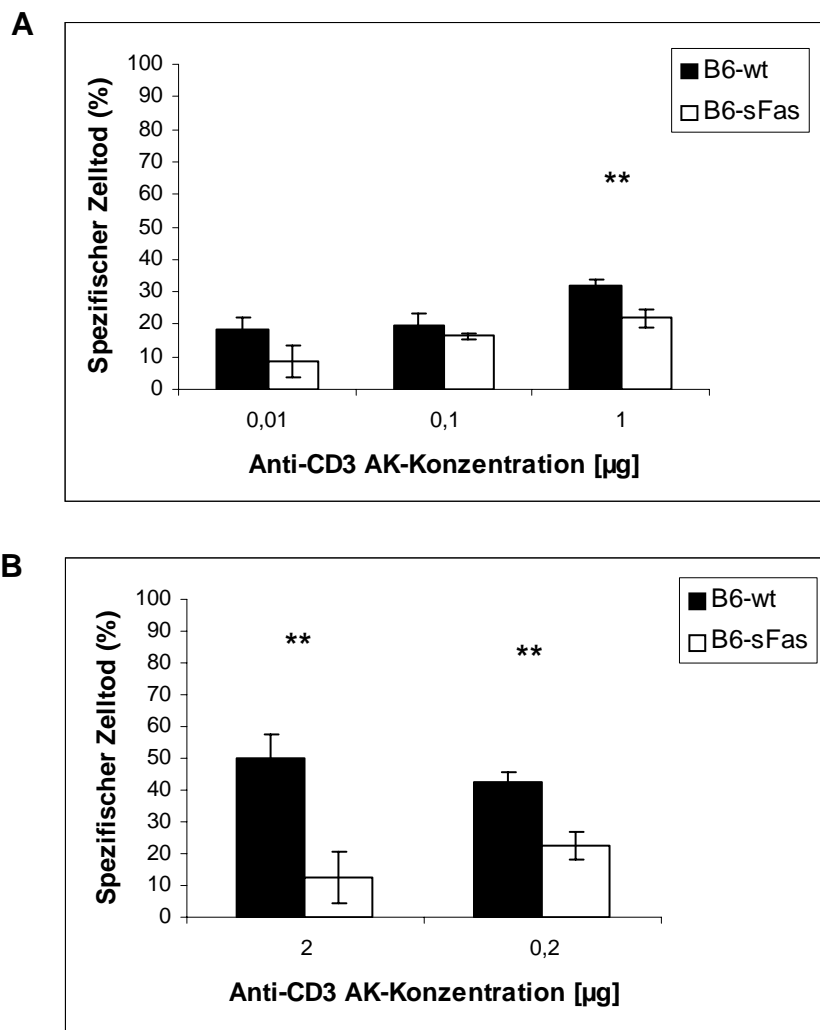 A
B6-wt
B6-sFas
Spezifischer Zelltod (%)
100
90
80
70
60
50
40
30
20
10
0
**
0,01 0,1 1
Anti-CD3 AK-Konzentration [µg]
B
B6-wt
B6-sFas
Spezifischer Zelltod (%)
100
90
80
70
60
50
40
30
20
10
0
** **
2 0,2
Anti-CD3 AK-Konzentration [µg]